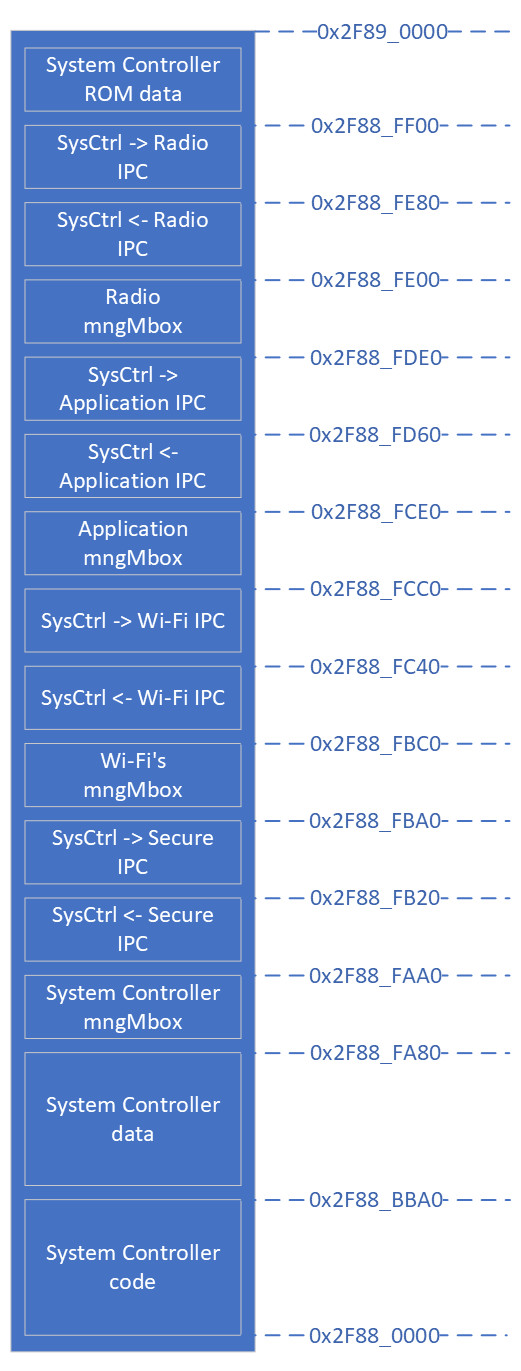 0x2F89_0000
System Controller
ROM data
0x2F88_FF00
SysCtrl -> Radio
IPC
0x2F88_FE80
SysCtrl <- Radio
IPC
0x2F88_FE00
Radio
mngMbox
0x2F88_FDE0
SysCtrl ->
Application IPC
0x2F88_FD60
SysCtrl <-
Application IPC
0x2F88_FCE0
Application
mngMbox
0x2F88_FCC0
SysCtrl -> Wi-Fi IPC
0x2F88_FC40
SysCtrl <- Wi-Fi IPC
0x2F88_FBC0
Wi-Fi's
mngMbox
0x2F88_FBA0
SysCtrl -> Secure
IPC
0x2F88_FB20
SysCtrl <- Secure
IPC
0x2F88_FAA0
System Controller
mngMbox
0x2F88_FA80
System Controller
data
0x2F88_BBA0
System Controller
code
0x2F88_0000